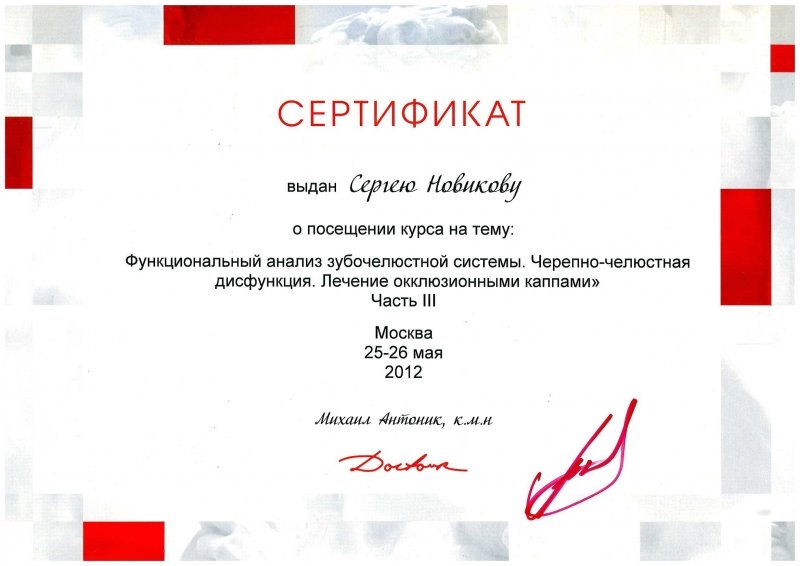 СЕРТИФИКАТ
выдан Сергею Новикову
о посещении курса на тему:
Функциональный анализ зубочелюстной системы. Черепно-челюстная
дисфункция. Лечение окклюзионными каппами»
Часть III
Москва
25-26 мая
2012
Михаил Антоник, к.м.н